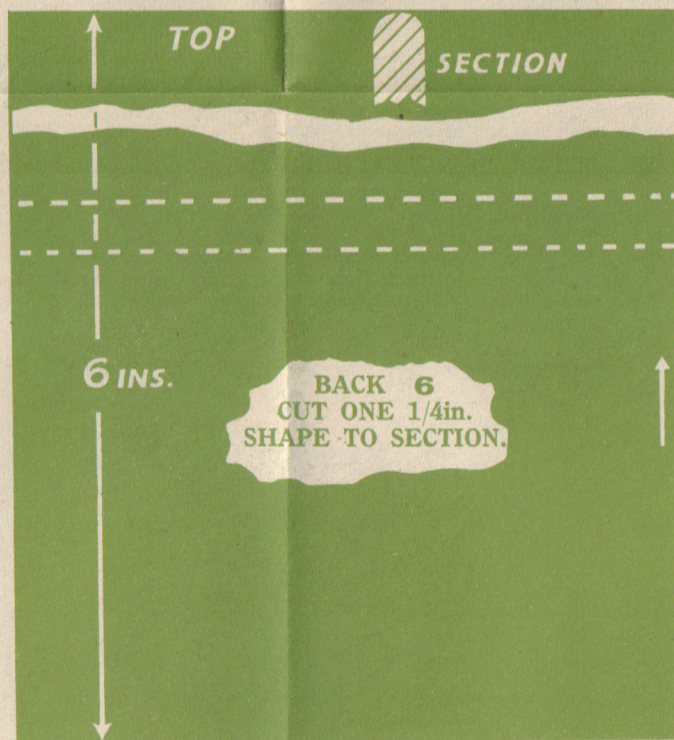 TOP
SECTION
6 INS.
BACK 6
CUT ONE 1/4in.
SHAPE TO SECTION.